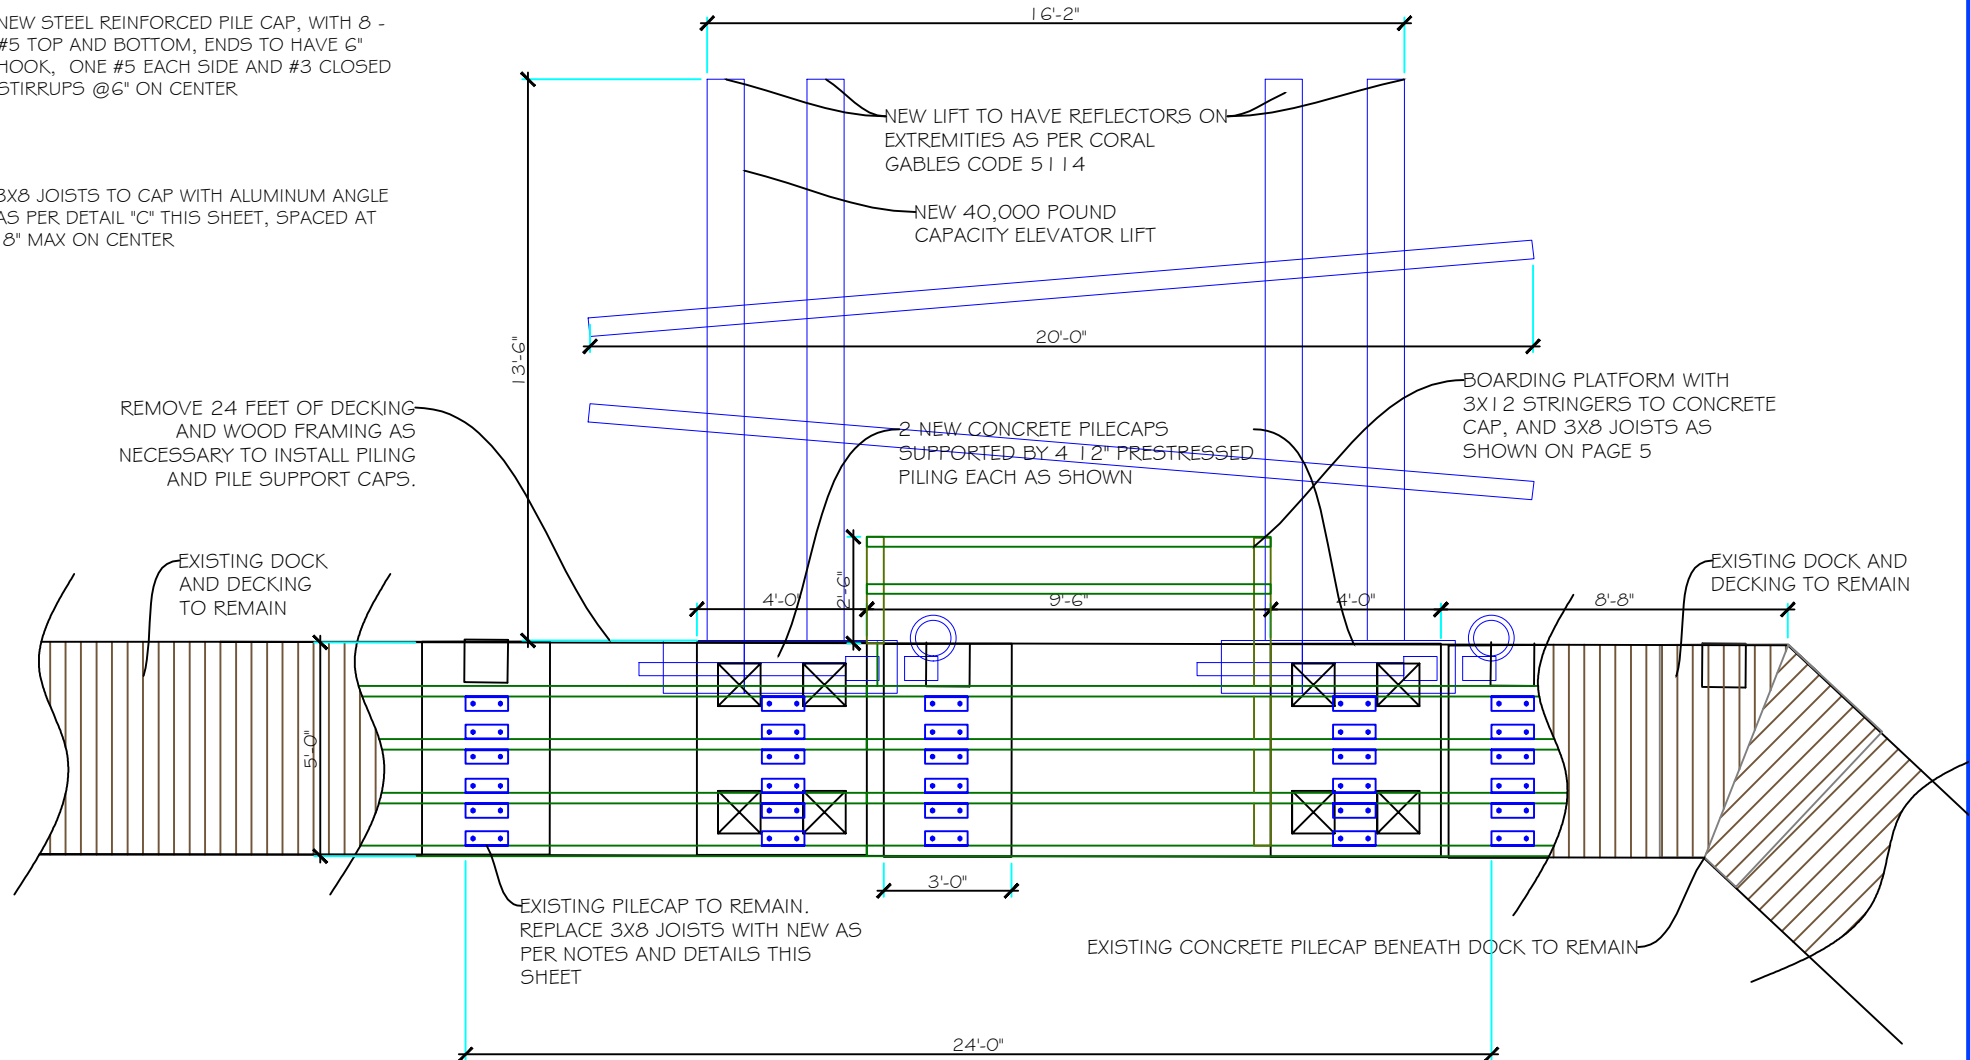 NEW STEEL REINFORCED PILE CAP, WITH 8 -
#5 TOP AND BOTTOM, ENDS TO HAVE 6"
HOOK, ONE #5 EACH SIDE AND #3 CLOSED
STIRRUPS @6" ON CENTER
3X8 JOISTS TO CAP WITH ALUMINUM ANGLE
AS PER DETAIL "C" THIS SHEET, SPACED AT
8" MAX ON CENTER
16'-2"
NEW LIFT TO HAVE REFLECTORS ON
EXTREMITIES AS PER CORAL
GABLES CODE 5114
NEW 40,000 POUND
CAPACITY ELEVATOR LIFT
13'-6"
20'-0"
REMOVE 24 FEET OF DECKING
AND WOOD FRAMING AS
NECESSARY TO INSTALL PILING
AND PILE SUPPORT CAPS.
2 NEW CONCRETE PILECAPS
SUPPORTED BY 4 12" PRESTRESSED
PILING EACH AS SHOWN
BOARDING PLATFORM WITH
3X12 STRINGERS TO CONCRETE
CAP, AND 3X8 JOISTS AS
SHOWN ON PAGE 5
EXISTING DOCK
AND DECKING
TO REMAIN
EXISTING DOCK AND
DECKING TO REMAIN
4'-0"
2'-6"
9'-6"
4'-0"
8'-8"
5'-0"
3'-0"
EXISTING PILECAP TO REMAIN.
REPLACE 3X8 JOISTS WITH NEW AS
PER NOTES AND DETAILS THIS
SHEET
EXISTING CONCRETE PILECAP BENEATH DOCK TO REMAIN
24'-0"